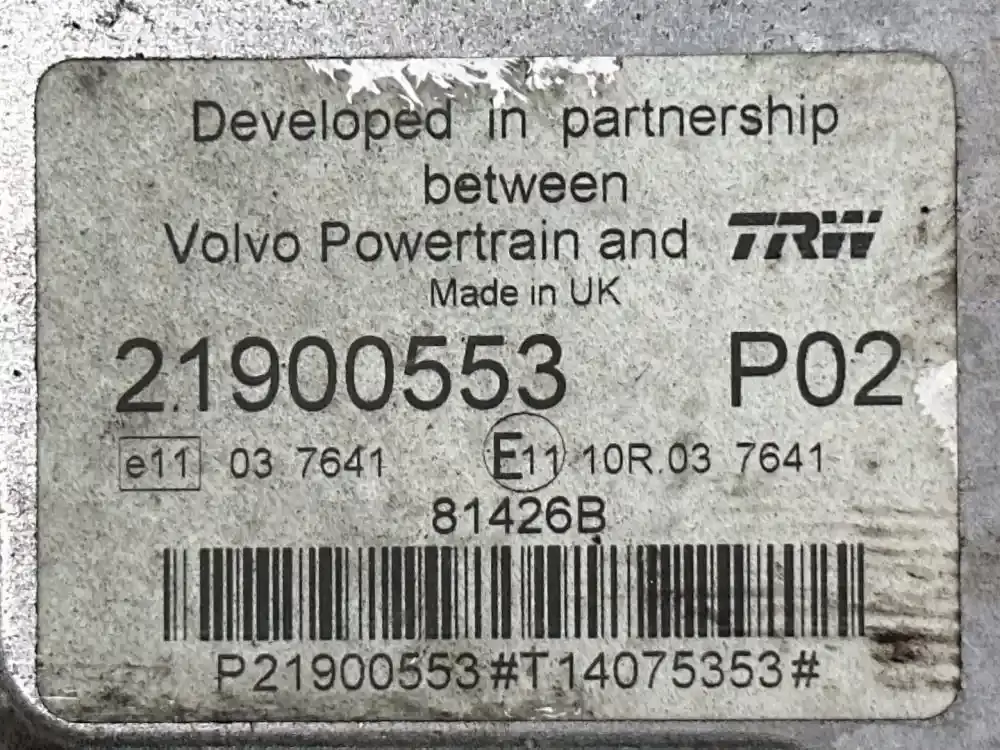 Developed in partnership
between
Volvo Powertrain and TRW
Made in UK
21900553 P02
e11 03 7641 E11 10R.03 7641
81426B
P21900553#T14075353#